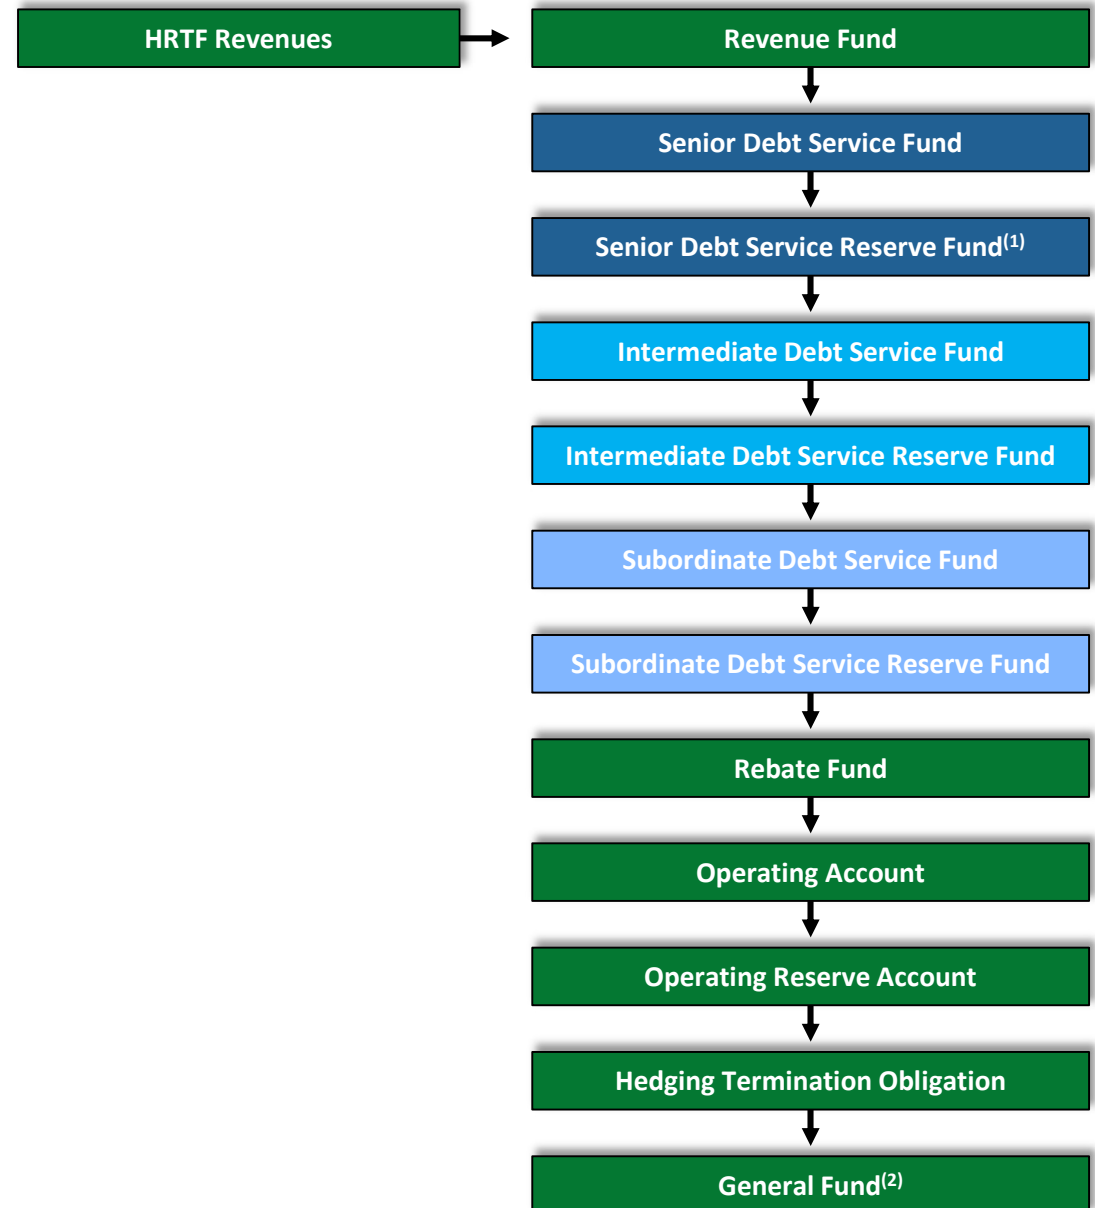 HRTF Revenues
Revenue Fund
Senior Debt Service Fund
Senior Debt Service Reserve Fund(1)
Intermediate Debt Service Fund
Intermediate Debt Service Reserve Fund
Subordinate Debt Service Fund
Subordinate Debt Service Reserve Fund
Rebate Fund
Operating Account
Operating Reserve Account
Hedging Termination Obligation
General Fund(2)